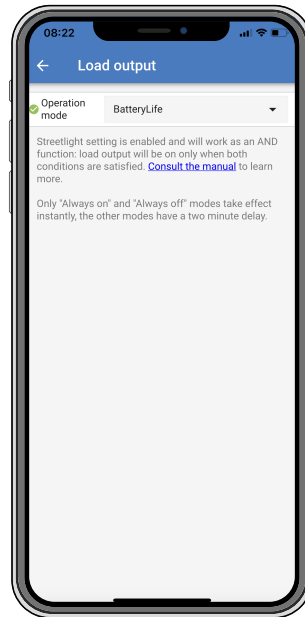 08:22
Load output
Operation
mode
BatteryLife
Streetlight setting is enabled and will work as an AND
function: load output will be on only when both
conditions are satisfied. Consult the manual to learn
more.
Only "Always on" and "Always off" modes take effect
instantly, the other modes have a two minute delay.